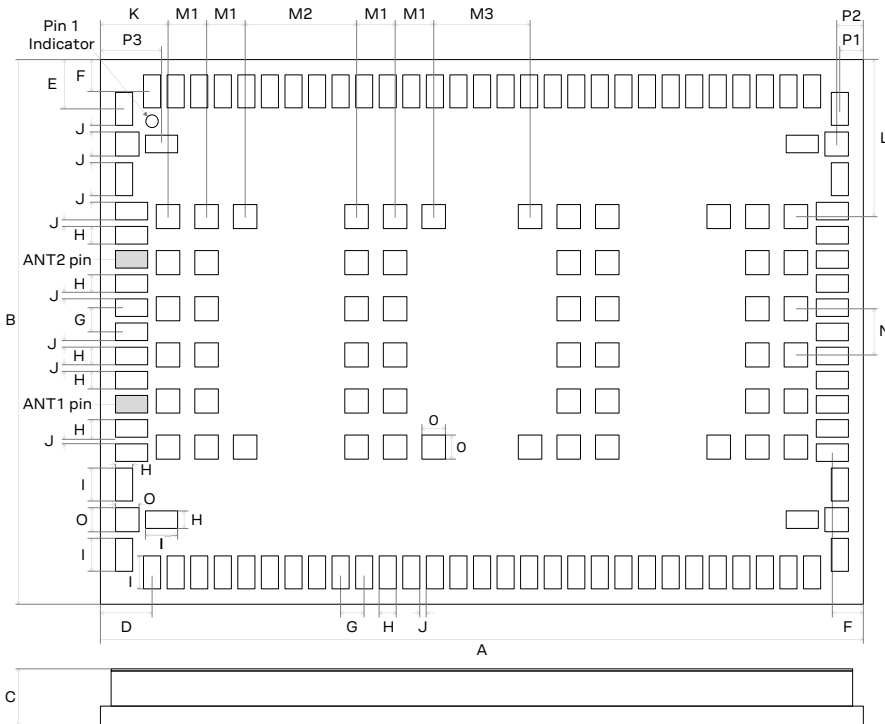 K M1 M1 M2 M1 M1 M3 P2
Pin 1
Indicator
P3 P1
F
E
J
L
J
J
J
H
ANT2 pin
H
J
N
B G
J
H
J
H
ANT1 pin
O
H
O
J
H
I
O
O H
I
I I
D G H J F
A
C